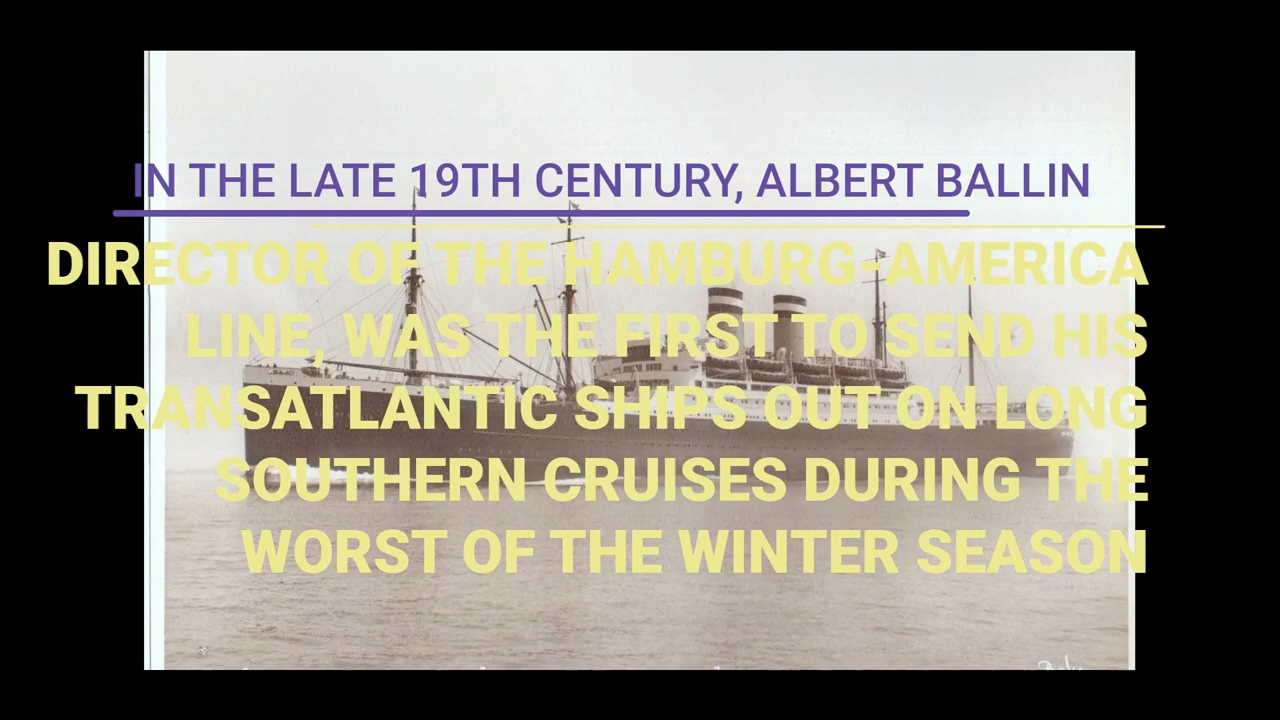 IN THE LATE 19TH CENTURY, ALBERT BALLIN
DIRECTOR OF THE HAMBURG-AMERICA
LINE, WAS THE FIRST TO SEND HIS
TRANSATLANTIC SHIPS OUT ON LONG
SOUTHERN CRUISES DURING THE
WORST OF THE WINTER SEASON